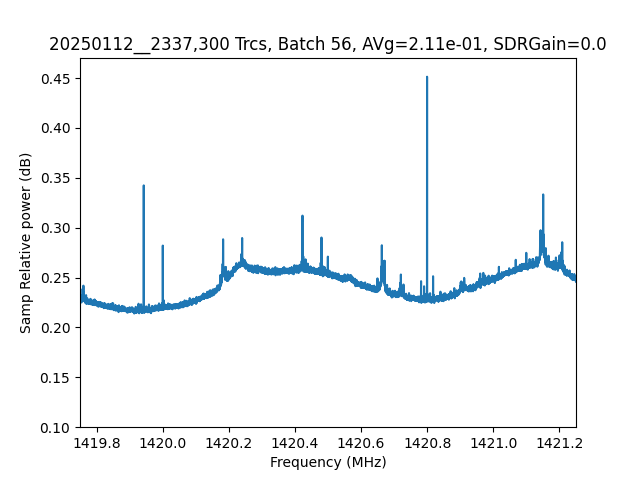 20250112__2337,300 Trcs, Batch 56, AVg=2.11e-01, SDRGain=0.0
0.45
0.40
0.35
0.30
0.25
0.20
0.15
0.10
Samp Relative power (dB)
1419.8 1420.0 1420.2 1420.4 1420.6 1420.8 1421.0 1421.2
Frequency (MHz)